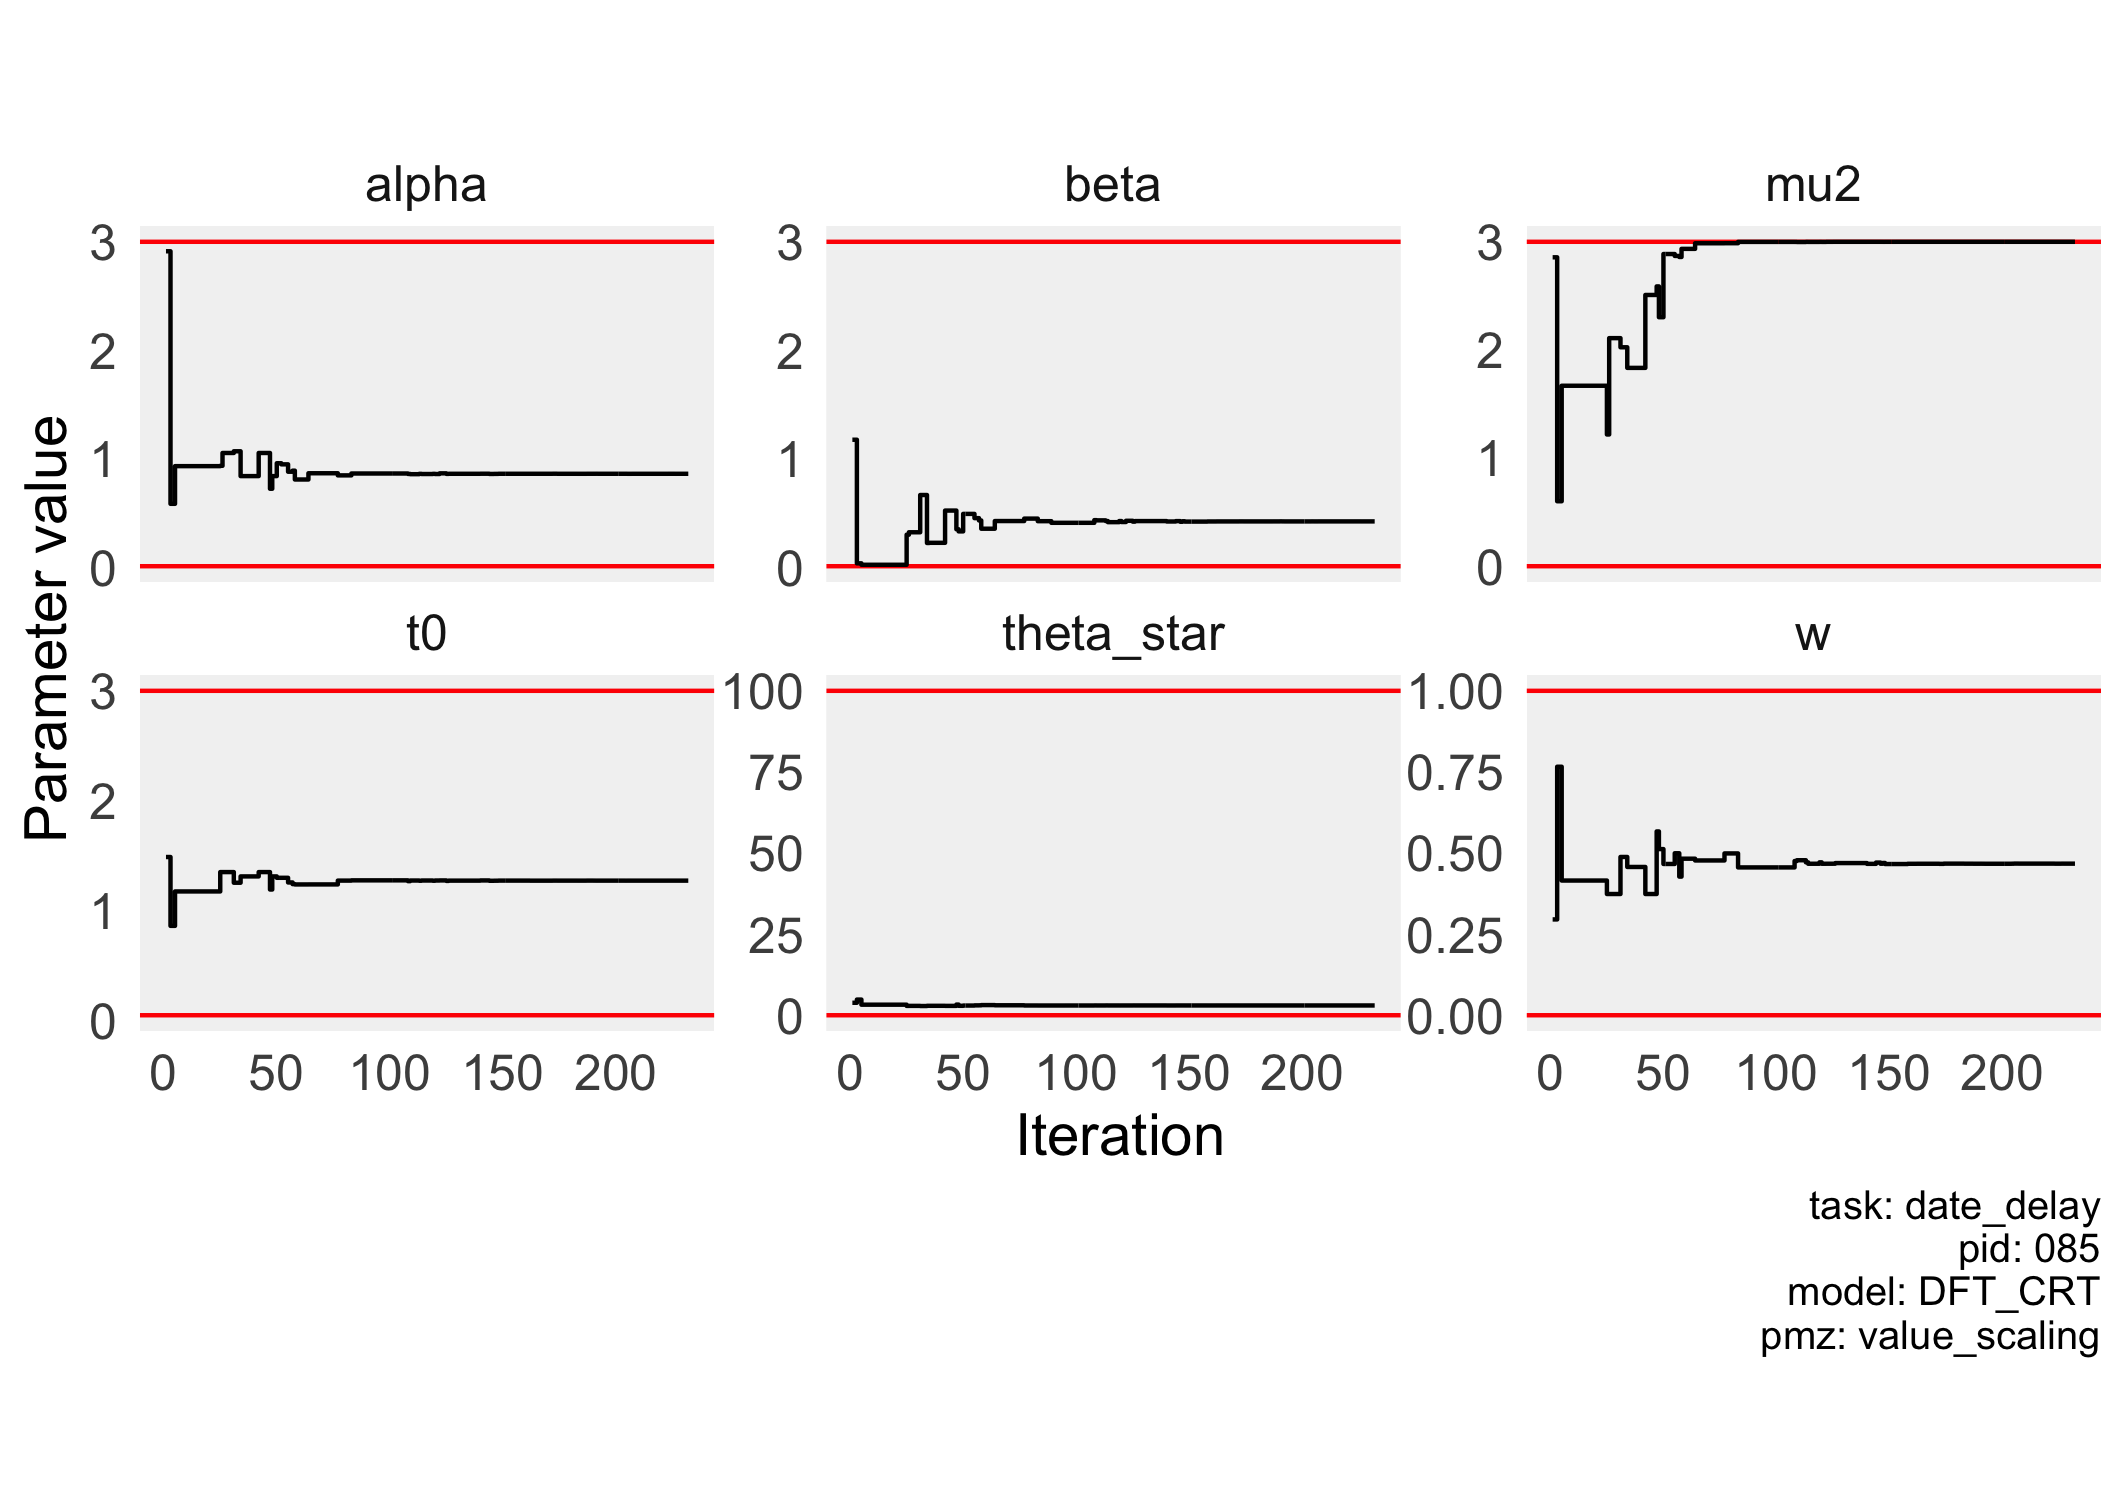 alpha beta mu2
3 3 3
2 2 2
1 1 1
0 0 0
t0 theta_star w
3 100 1.00
2 75 0.75
50 0.50
1 25 0.25
0 0 0.00
0 50 100 150 200 0 50 100 150 200 0 50 100 150 200
Parameter value
Iteration
task: date_delay
pid: 085
model: DFT_CRT
pmz: value_scaling